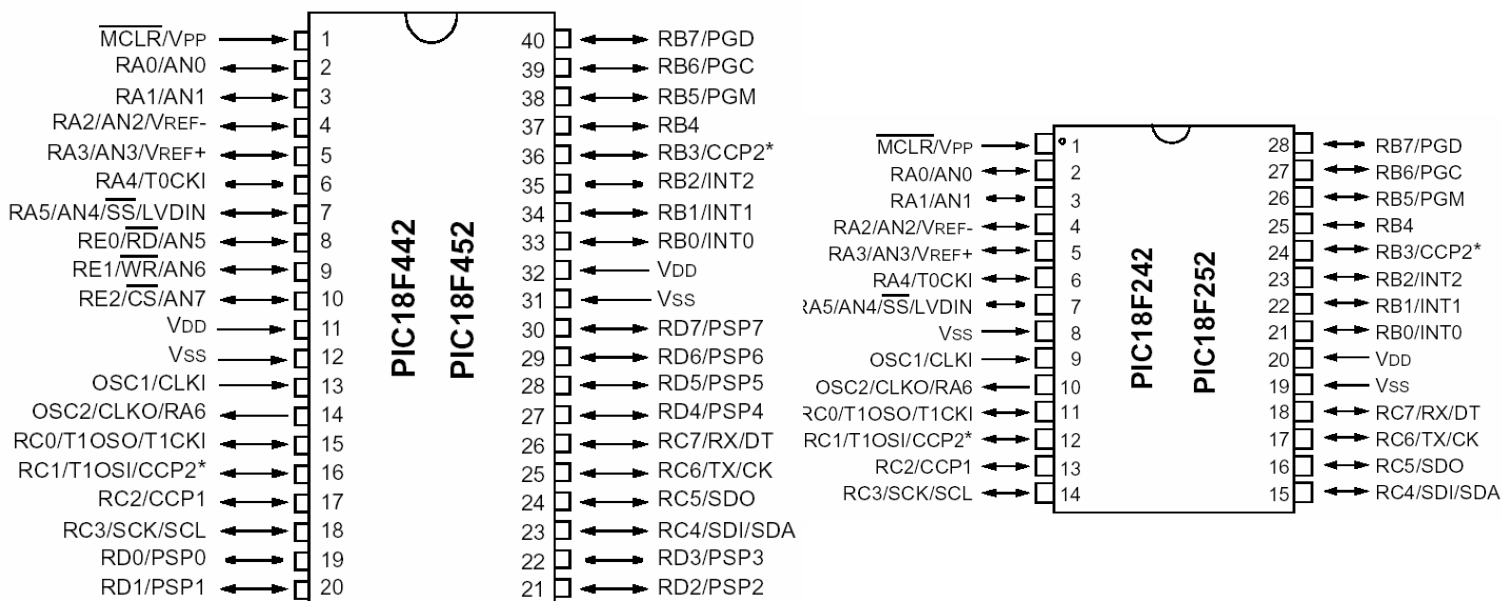 MCLR/VPP 1
RA0/AN0 2
RA1/AN1 3
RA2/AN2/VREF- 4
RA3/AN3/VREF+ 5
RA4/T0CKI 6
RA5/AN4/SS/LVDIN 7
RE0/RD/AN5 8
RE1/WR/AN6 9
RE2/CS/AN7 10
VDD 11
VSS 12
OSC1/CLKI 13
OSC2/CLKO/RA6 14
RC0/T1OSO/T1CKI 15
RC1/T1OSI/CCP2* 16
RC2/CCP1 17
RC3/SCK/SCL 18
RD0/PSP0 19
RD1/PSP1 20
PIC18F442
PIC18F452
40 RB7/PGD
39 RB6/PGC
38 RB5/PGM
37 RB4
36 RB3/CCP2*
35 RB2/INT2
34 RB1/INT1
33 RB0/INT0
32 VDD
31 VSS
30 RD7/PSP7
29 RD6/PSP6
28 RD5/PSP5
27 RD4/PSP4
26 RC7/RX/DT
25 RC6/TX/CK
24 RC5/SDO
23 RC4/SDI/SDA
22 RD3/PSP3
21 RD2/PSP2
MCLR/VPP 1
RA0/AN0 2
RA1/AN1 3
RA2/AN2/VREF- 4
RA3/AN3/VREF+ 5
RA4/T0CKI 6
RA5/AN4/SS/LVDIN 7
VSS 8
OSC1/CLKI 9
OSC2/CLKO/RA6 10
RC0/T1OSO/T1CKI 11
RC1/T1OSI/CCP2* 12
RC2/CCP1 13
RC3/SCK/SCL 14
PIC18F242
PIC18F252
28 RB7/PGD
27 RB6/PGC
26 RB5/PGM
25 RB4
24 RB3/CCP2*
23 RB2/INT2
22 RB1/INT1
21 RB0/INT0
20 VDD
19 VSS
18 RC7/RX/DT
17 RC6/TX/CK
16 RC5/SDO
15 RC4/SDI/SDA